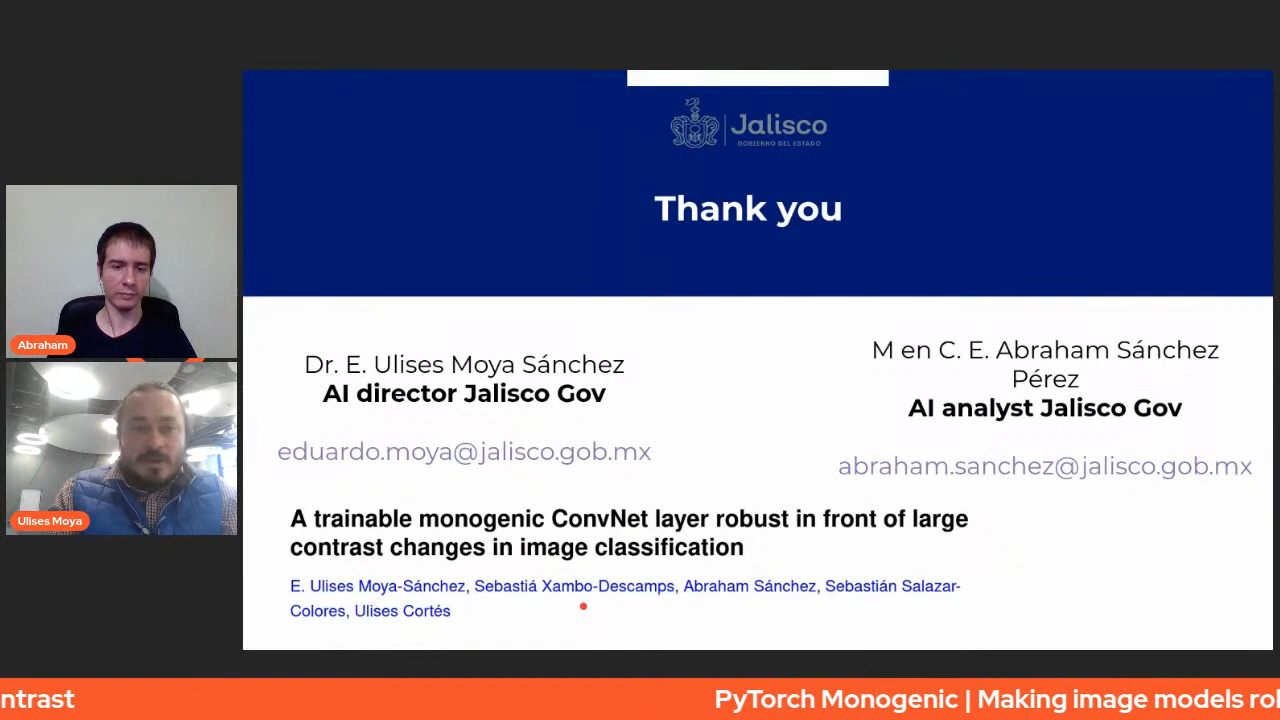 Jalisco
GOBIERNO DEL ESTADO
Thank you
Abraham
Ulises Moya
Dr. E. Ulises Moya Sánchez
AI director Jalisco Gov
eduardo.moya@jalisco.gob.mx
M en C. E. Abraham Sánchez
Pérez
AI analyst Jalisco Gov
abraham.sanchez@jalisco.gob.mx
A trainable monogenic ConvNet layer robust in front of large
contrast changes in image classification
E. Ulises Moya-Sánchez, Sebastiá Xambo-Descamps, Abraham Sánchez, Sebastián Salazar-
Colores, Ulises Cortés
ntrast PyTorch Monogenic | Making image models rol